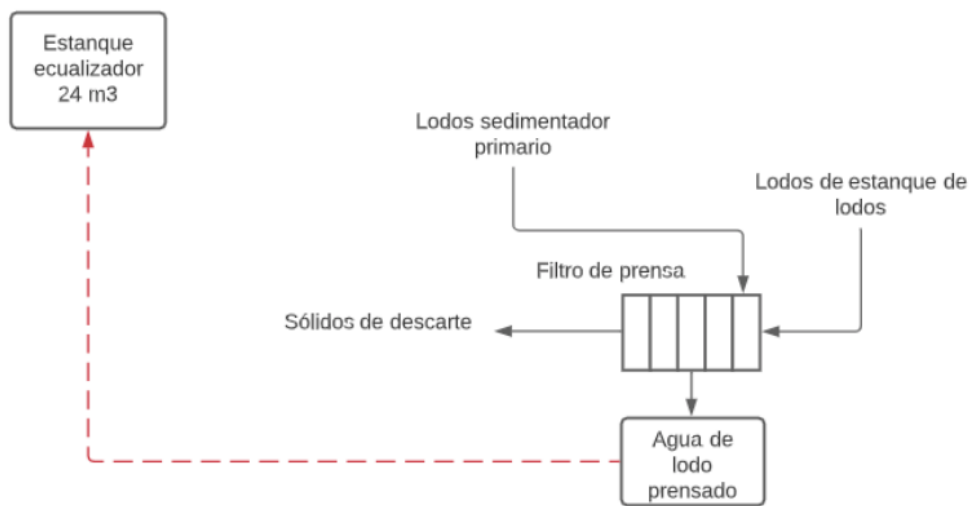 Estanque
ecualizador
24 m3
Lodos sedimentador
primario
Lodos de estanque de
lodos
Filtro de prensa
Sólidos de descarte
Agua de
lodo
prensado